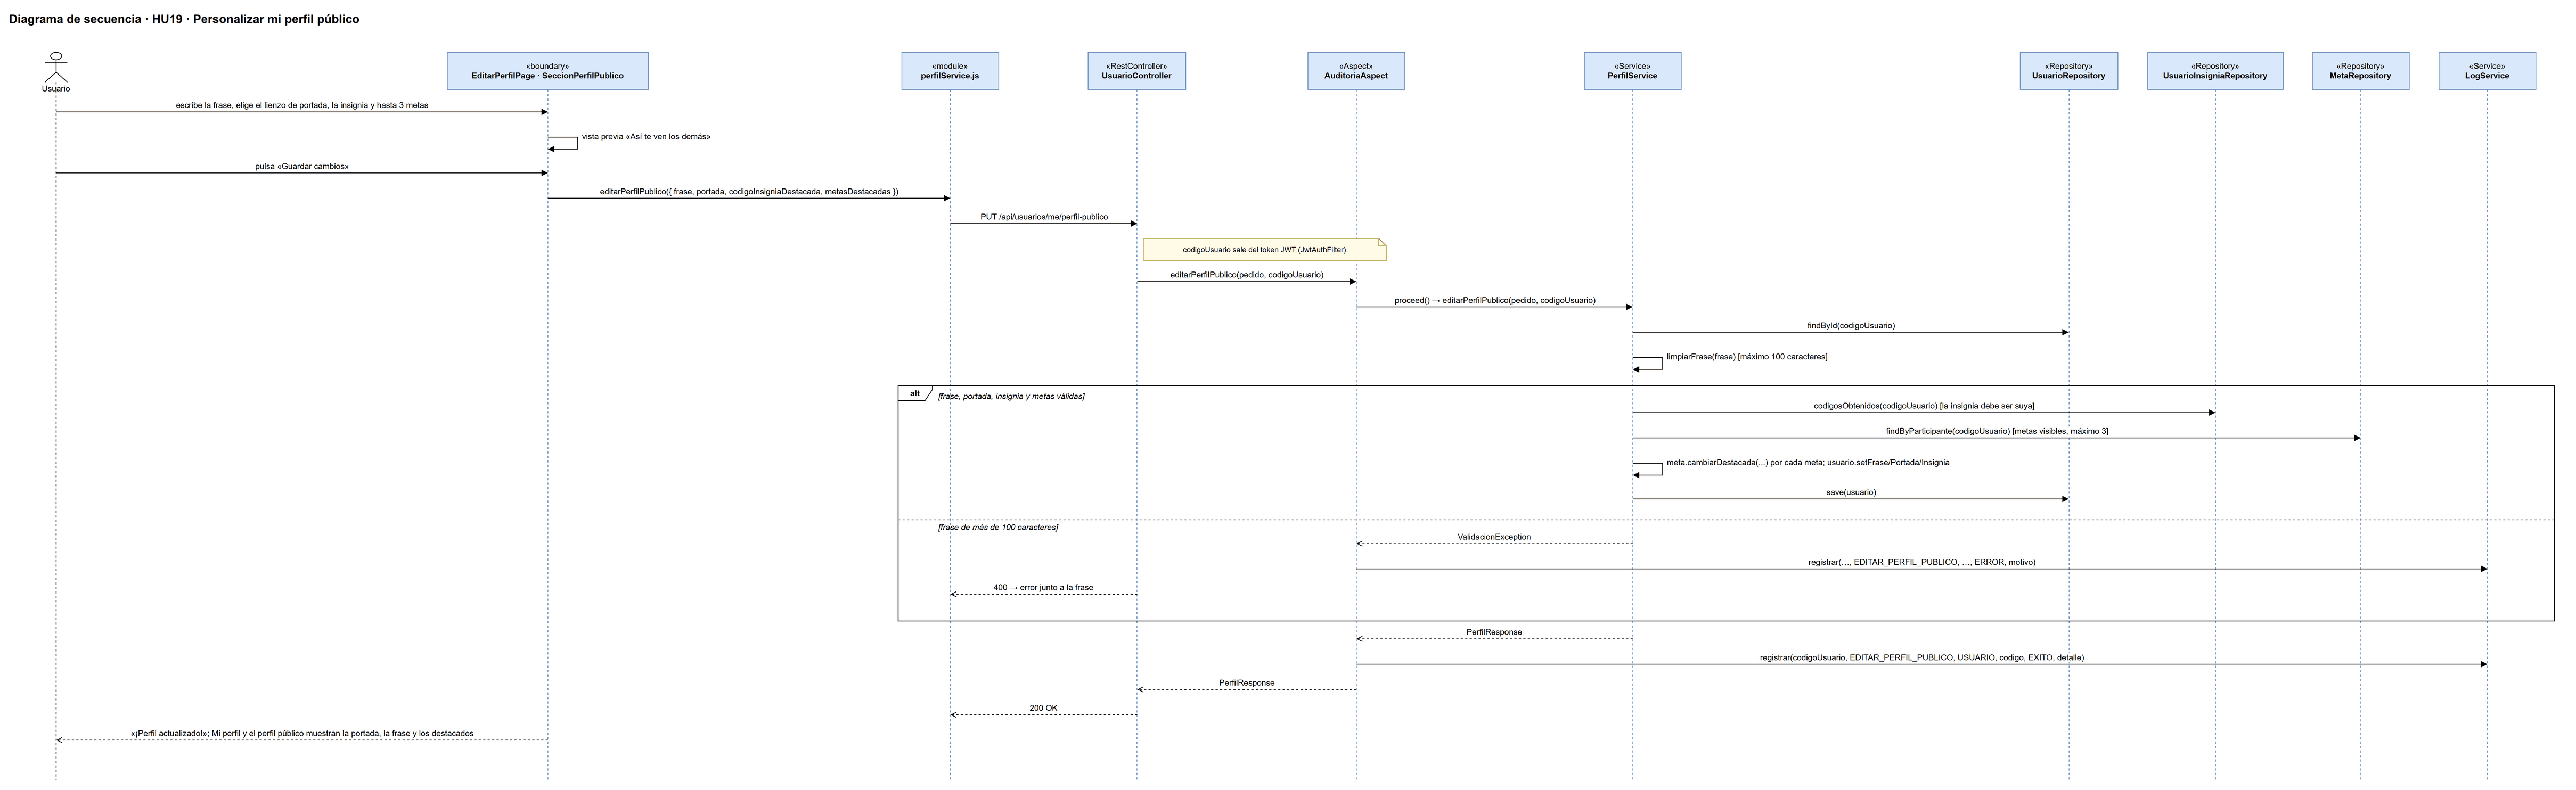 Diagrama de secuencia · HU19 · Personalizar mi perfil público
Usuario
«boundary»
EditarPerfilPage · SeccionPerfilPublico
«module»
perfilService.js
«RestController»
UsuarioController
«Aspect»
AuditoriaAspect
«Service»
PerfilService
«Repository»
UsuarioRepository
«Repository»
UsuarioInsigniaRepository
«Repository»
MetaRepository
«Service»
LogService
escribe la frase, elige el lienzo de portada, la insignia y hasta 3 metas
vista previa «Así te ven los demás»
pulsa «Guardar cambios»
editarPerfilPublico({ frase, portada, codigoInsigniaDestacada, metasDestacadas })
PUT /api/usuarios/me/perfil-publico
codigoUsuario sale del token JWT (JwtAuthFilter)
editarPerfilPublico(pedido, codigoUsuario)
proceed() → editarPerfilPublico(pedido, codigoUsuario)
findById(codigoUsuario)
limpiarFrase(frase) [máximo 100 caracteres]
alt
[frase, portada, insignia y metas válidas]
codigosObtenidos(codigoUsuario) [la insignia debe ser suya]
findByParticipante(codigoUsuario) [metas visibles, máximo 3]
meta.cambiarDestacada(...) por cada meta; usuario.setFrase/Portada/Insignia
save(usuario)
[frase de más de 100 caracteres]
ValidacionException
registrar(…, EDITAR_PERFIL_PUBLICO, …, ERROR, motivo)
400 → error junto a la frase
PerfilResponse
registrar(codigoUsuario, EDITAR_PERFIL_PUBLICO, USUARIO, codigo, EXITO, detalle)
PerfilResponse
200 OK
«¡Perfil actualizado!»; Mi perfil y el perfil público muestran la portada, la frase y los destacados